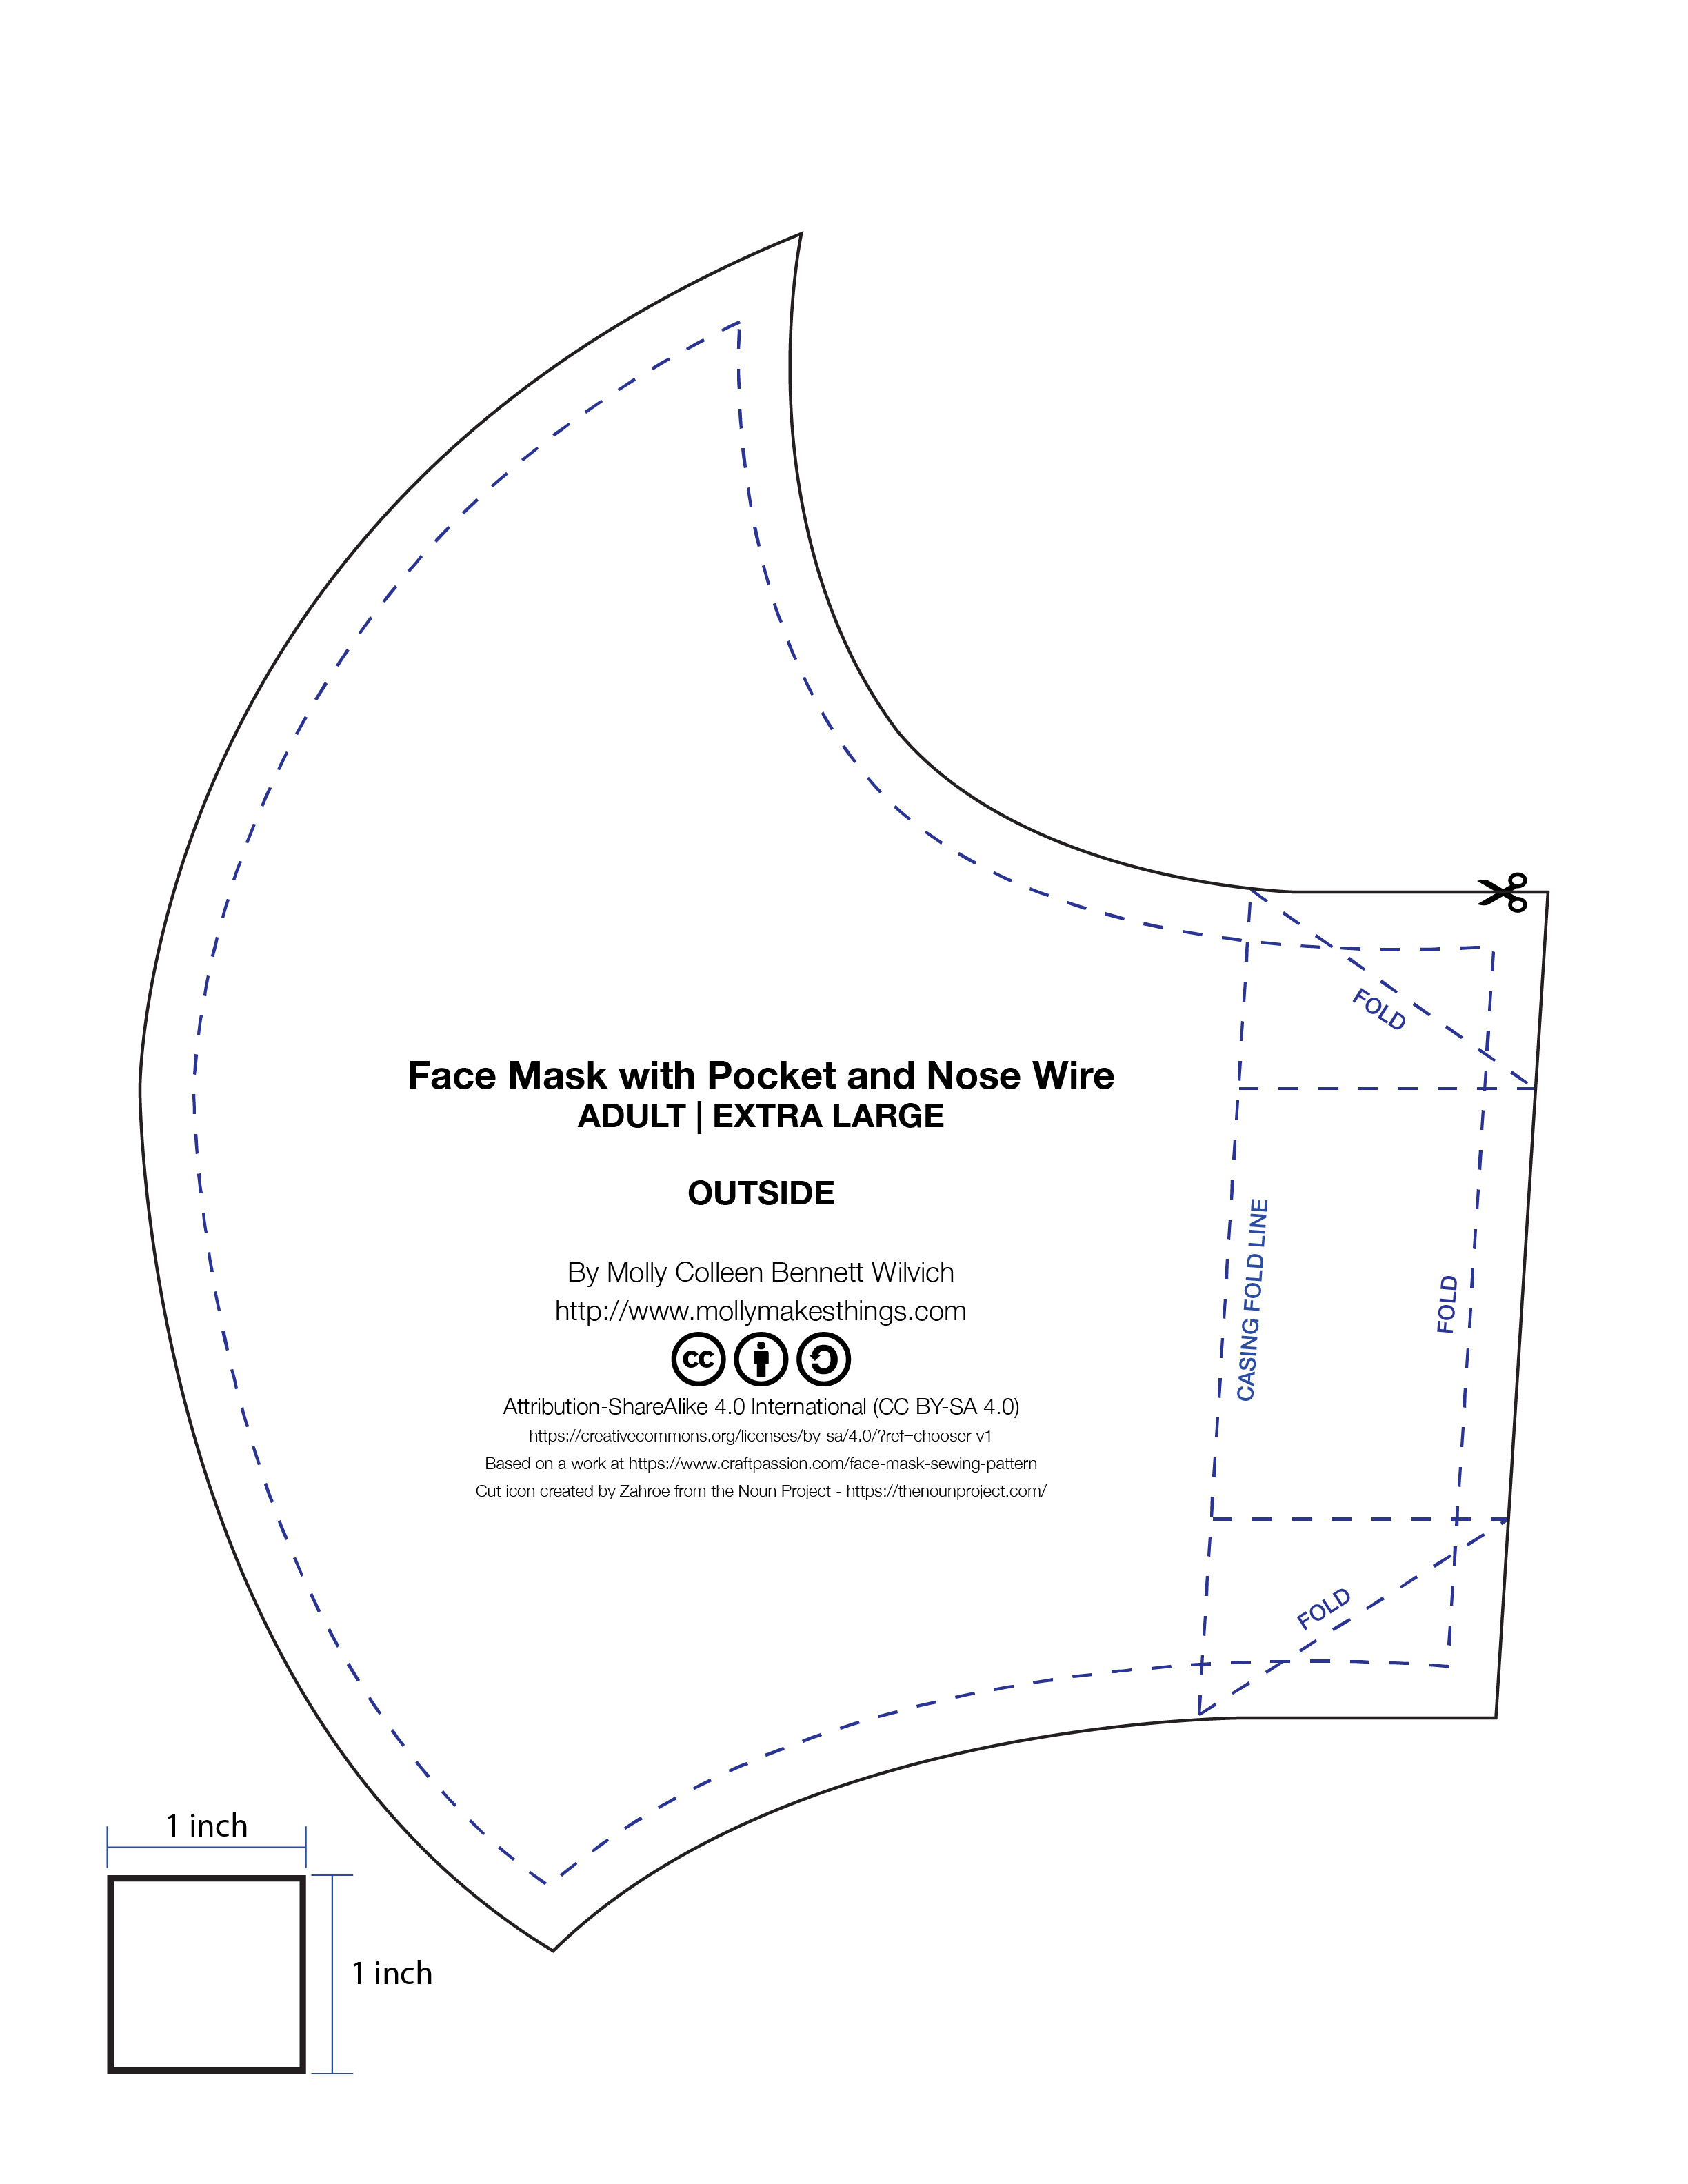 FOLD
Face Mask with Pocket and Nose Wire
ADULT | EXTRA LARGE
OUTSIDE
CASING FOLD LINE
FOLD
By Molly Colleen Bennett Wilvich
http://www.mollymakesthings.com
cc
Attribution-ShareAlike 4.0 International (CC BY-SA 4.0)
https://creativecommons.org/licenses/by-sa/4.0/?ref=chooser-v1
Based on a work at https://www.craftpassion.com/face-mask-sewing-pattern
Cut icon created by Zahroe from the Noun Project - https://thenounproject.com/
FOLD
1 inch
1 inch